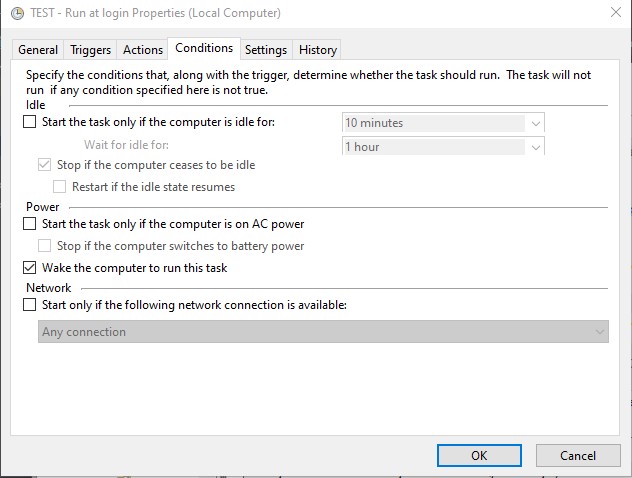 TEST - Run at login Properties (Local Computer)
General Triggers Actions Conditions Settings History
Specify the conditions that, along with the trigger, determine whether the task should run.  The task will not
run  if any condition specified here is not true.
Idle
Start the task only if the computer is idle for: 10 minutes
Wait for idle for: 1 hour
Stop if the computer ceases to be idle
Restart if the idle state resumes
Power
Start the task only if the computer is on AC power
Stop if the computer switches to battery power
Wake the computer to run this task
Network
Start only if the following network connection is available:
Any connection
OK Cancel